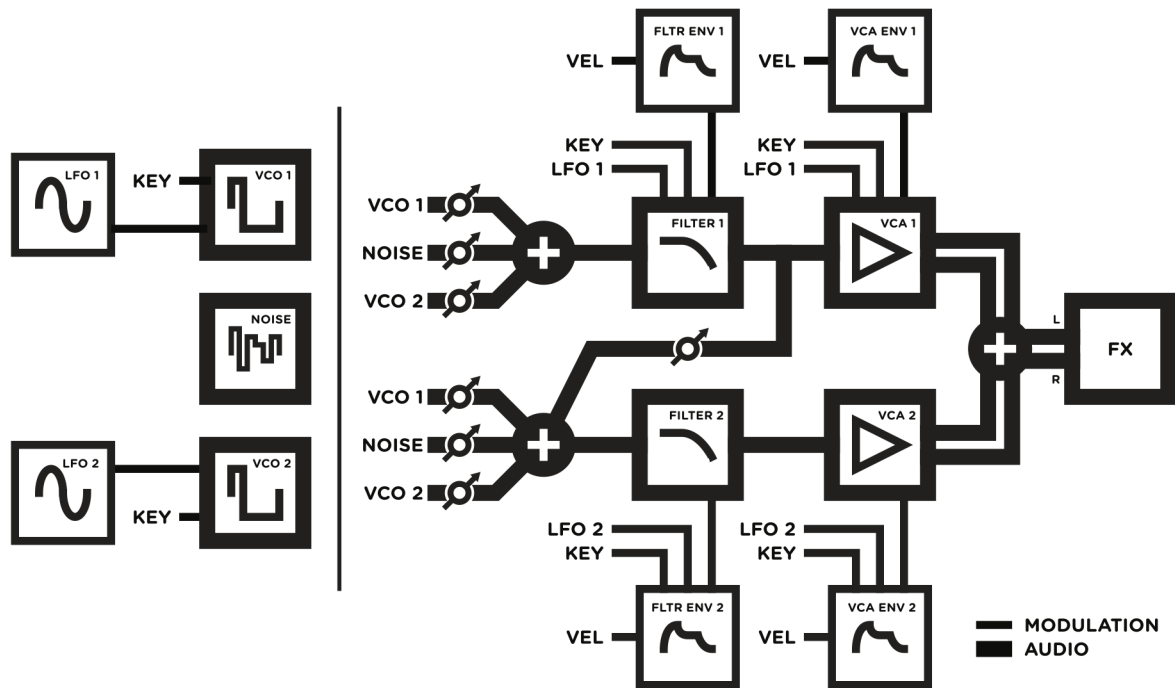 LFO 1
KEY
VCO 1
NOISE
LFO 2
KEY
VCO 2
VCO 1
NOISE
VCO 2
VCO 1
NOISE
VCO 2
FLTR ENV 1
VEL
KEY
LFO 1
FILTER 1
VCA ENV 1
VEL
KEY
LFO 1
VCA 1
FILTER 2
LFO 2
KEY
FLTR ENV 2
VEL
VCA 2
LFO 2
KEY
VCA ENV 2
VEL
L
R
FX
MODULATION
AUDIO